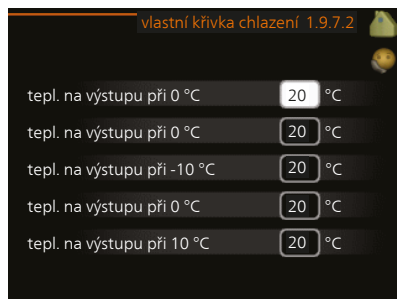 vlastní křivka chlazení 1.9.7.2
tepl. na výstupu při 0 °C 20 °C
tepl. na výstupu při 0 °C 20 °C
tepl. na výstupu při -10 °C 20 °C
tepl. na výstupu při 0 °C 20 °C
tepl. na výstupu při 10 °C 20 °C